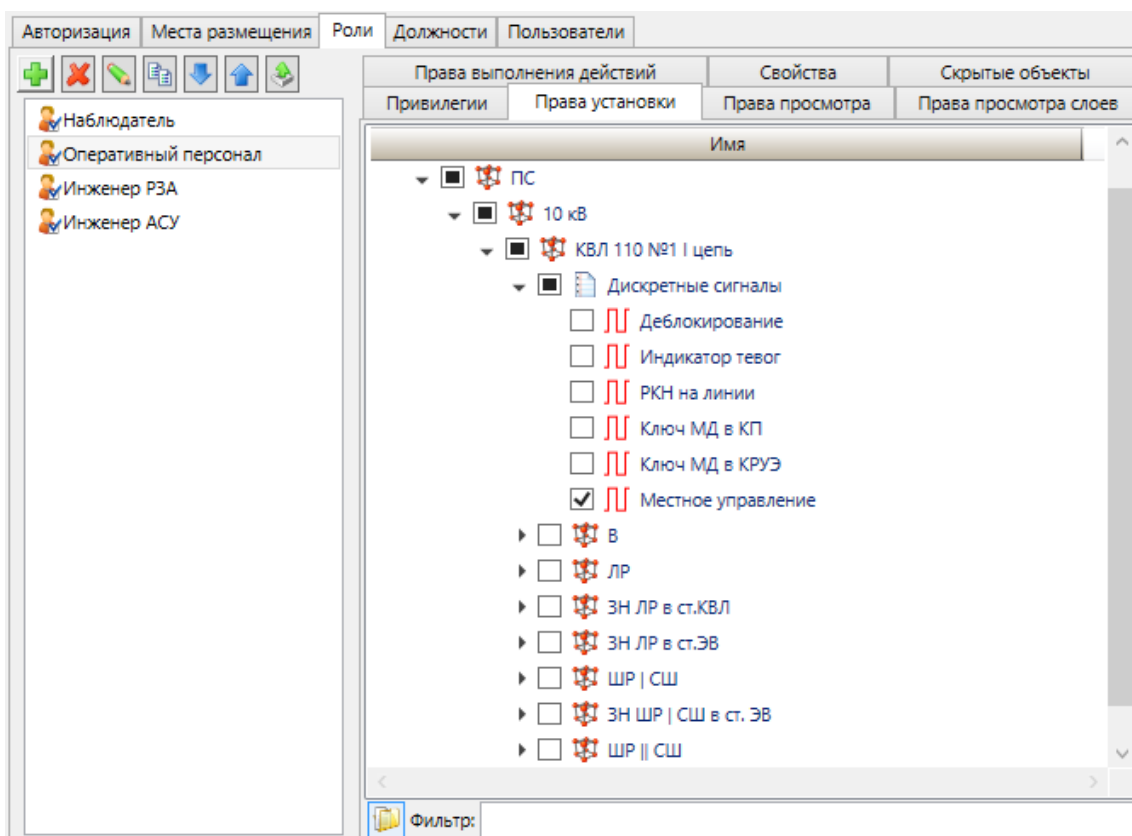 Авторизация Места размещения Роли Должности Пользователи
Права выполнения действий Свойства Скрытые объекты
Привилегии Права установки Права просмотра Права просмотра слоев
Наблюдатель
Оперативный персонал
Инженер РЗА
Инженер АСУ
Имя
ПС
10 кВ
КВЛ 110 №1 I цепь
Дискретные сигналы
Деблокирование
Индикатор тевог
РКН на линии
Ключ МД в КП
Ключ МД в КРУЭ
Местное управление
В
ЛР
ЗН ЛР в ст.КВЛ
ЗН ЛР в ст.ЭВ
ШР | СШ
ЗН ШР | СШ в ст. ЭВ
ШР || СШ
Фильтр: